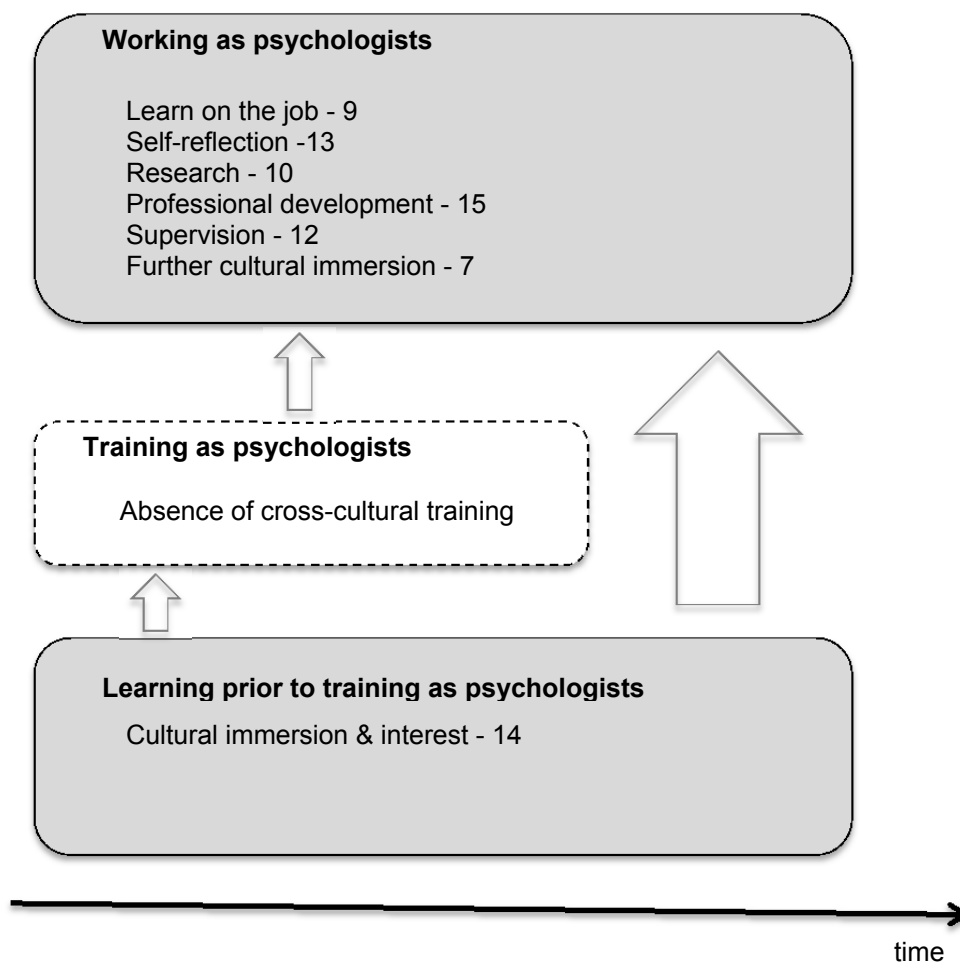 Working as psychologists
Learn on the job - 9
Self-reflection -13
Research - 10
Professional development - 15
Supervision - 12
Further cultural immersion - 7
Training as psychologists
Absence of cross-cultural training
Learning prior to training as psychologists
Cultural immersion & interest - 14
time